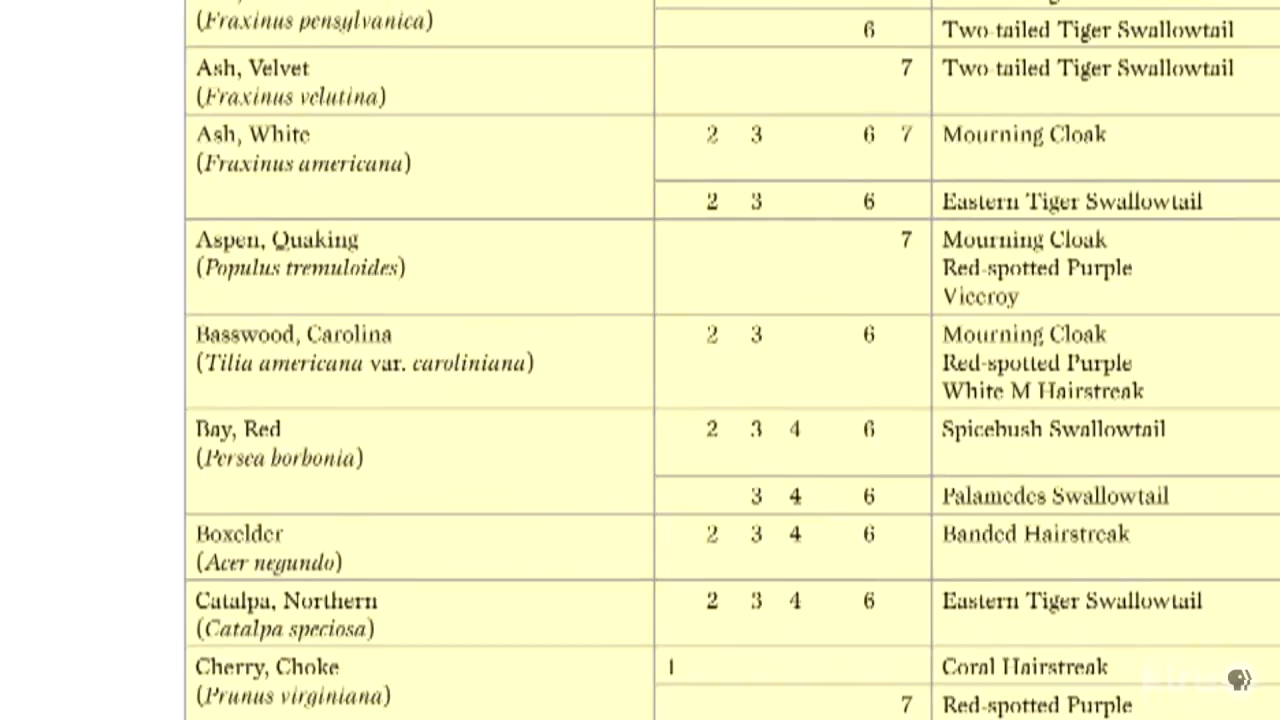 (Fraxinus pensylvanica)
6 Two-tailed Tiger Swallowtail
Ash, Velvet 7 Two-tailed Tiger Swallowtail
(Fraxinus velutina)
Ash, White 2 3 6 7 Mourning Cloak
(Fraxinus americana)
2 3 6 Eastern Tiger Swallowtail
Aspen, Quaking 7 Mourning Cloak
(Populus tremuloides) Red-spotted Purple
Viceroy
Basswood, Carolina 2 3 6 Mourning Cloak
(Tilia americana var. caroliniana) Red-spotted Purple
White M Hairstreak
Bay, Red 2 3 4 6 Spicebush Swallowtail
(Persea borbonia)
3 4 6 Palamedes Swallowtail
Boxelder 2 3 4 6 Banded Hairstreak
(Acer negundo)
Catalpa, Northern 2 3 4 6 Eastern Tiger Swallowtail
(Catalpa speciosa)
Cherry, Choke 1 Coral Hairstreak
(Prunus virginiana) 7 Red-spotted Purple